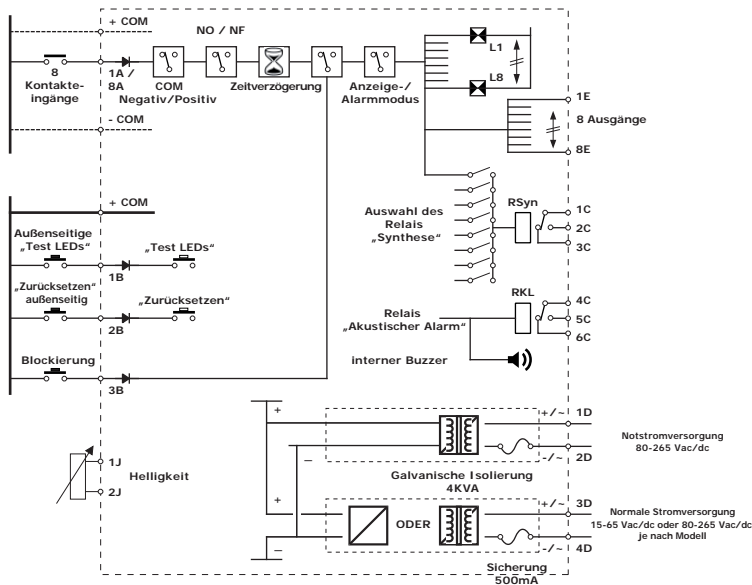 + COM
NO / NF
8
Kontakte-
eingänge
1A /
8A
COM
Negativ/Positiv
Zeitverzögerung
Anzeige-/
Alarmmodus
L1
L8
1E
8 Ausgänge
8E
- COM
+ COM
Außenseitige
„Test LEDs“
„Test LEDs“
1B
„Zurücksetzen“
außenseitig
„Zurücksetzen“
2B
Blockierung
3B
Auswahl des
Relais
„Synthese“
RSyn
1C
2C
3C
RKL
4C
5C
6C
Relais
„Akustischer Alarm“
interner Buzzer
1J
2J
Helligkeit
+
–
+/~ 1D
-/~ 2D
Notstromversorgung
80-265 Vac/dc
Galvanische Isolierung
4KVA
+
–
ODER
+/~ 3D
-/~ 4D
Normale Stromversorgung
15-65 Vac/dc oder 80-265 Vac/dc
je nach Modell
Sicherung
500mA